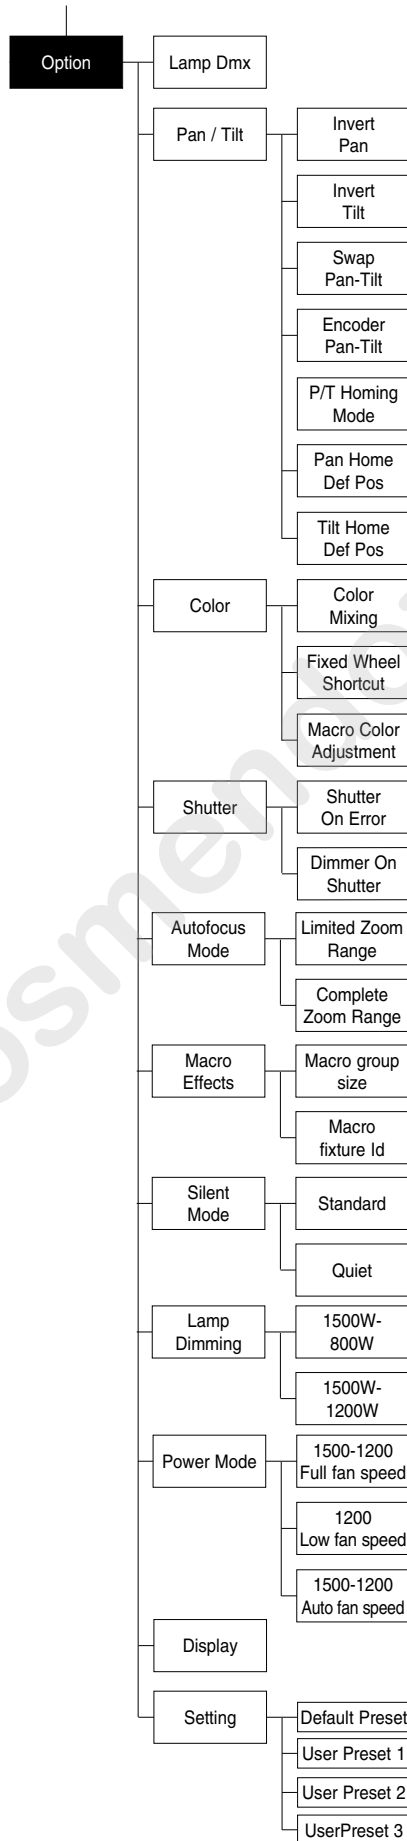 Option
Lamp Dmx
Pan / Tilt
Invert
Pan
Invert
Tilt
Swap
Pan-Tilt
Encoder
Pan-Tilt
P/T Homing
Mode
Pan Home
Def Pos
Tilt Home
Def Pos
Color
Color
Mixing
Fixed Wheel
Shortcut
Macro Color
Adjustment
Shutter
Shutter
On Error
Dimmer On
Shutter
Autofocus
Mode
Limited Zoom
Range
Complete
Zoom Range
Macro
Effects
Macro group
size
Macro
fixture Id
Silent
Mode
Standard
Quiet
Lamp
Dimming
1500W-
800W
1500W-
1200W
Power Mode
1500-1200
Full fan speed
1200
Low fan speed
1500-1200
Auto fan speed
Display
Setting
Default Preset
User Preset 1
User Preset 2
UserPreset 3